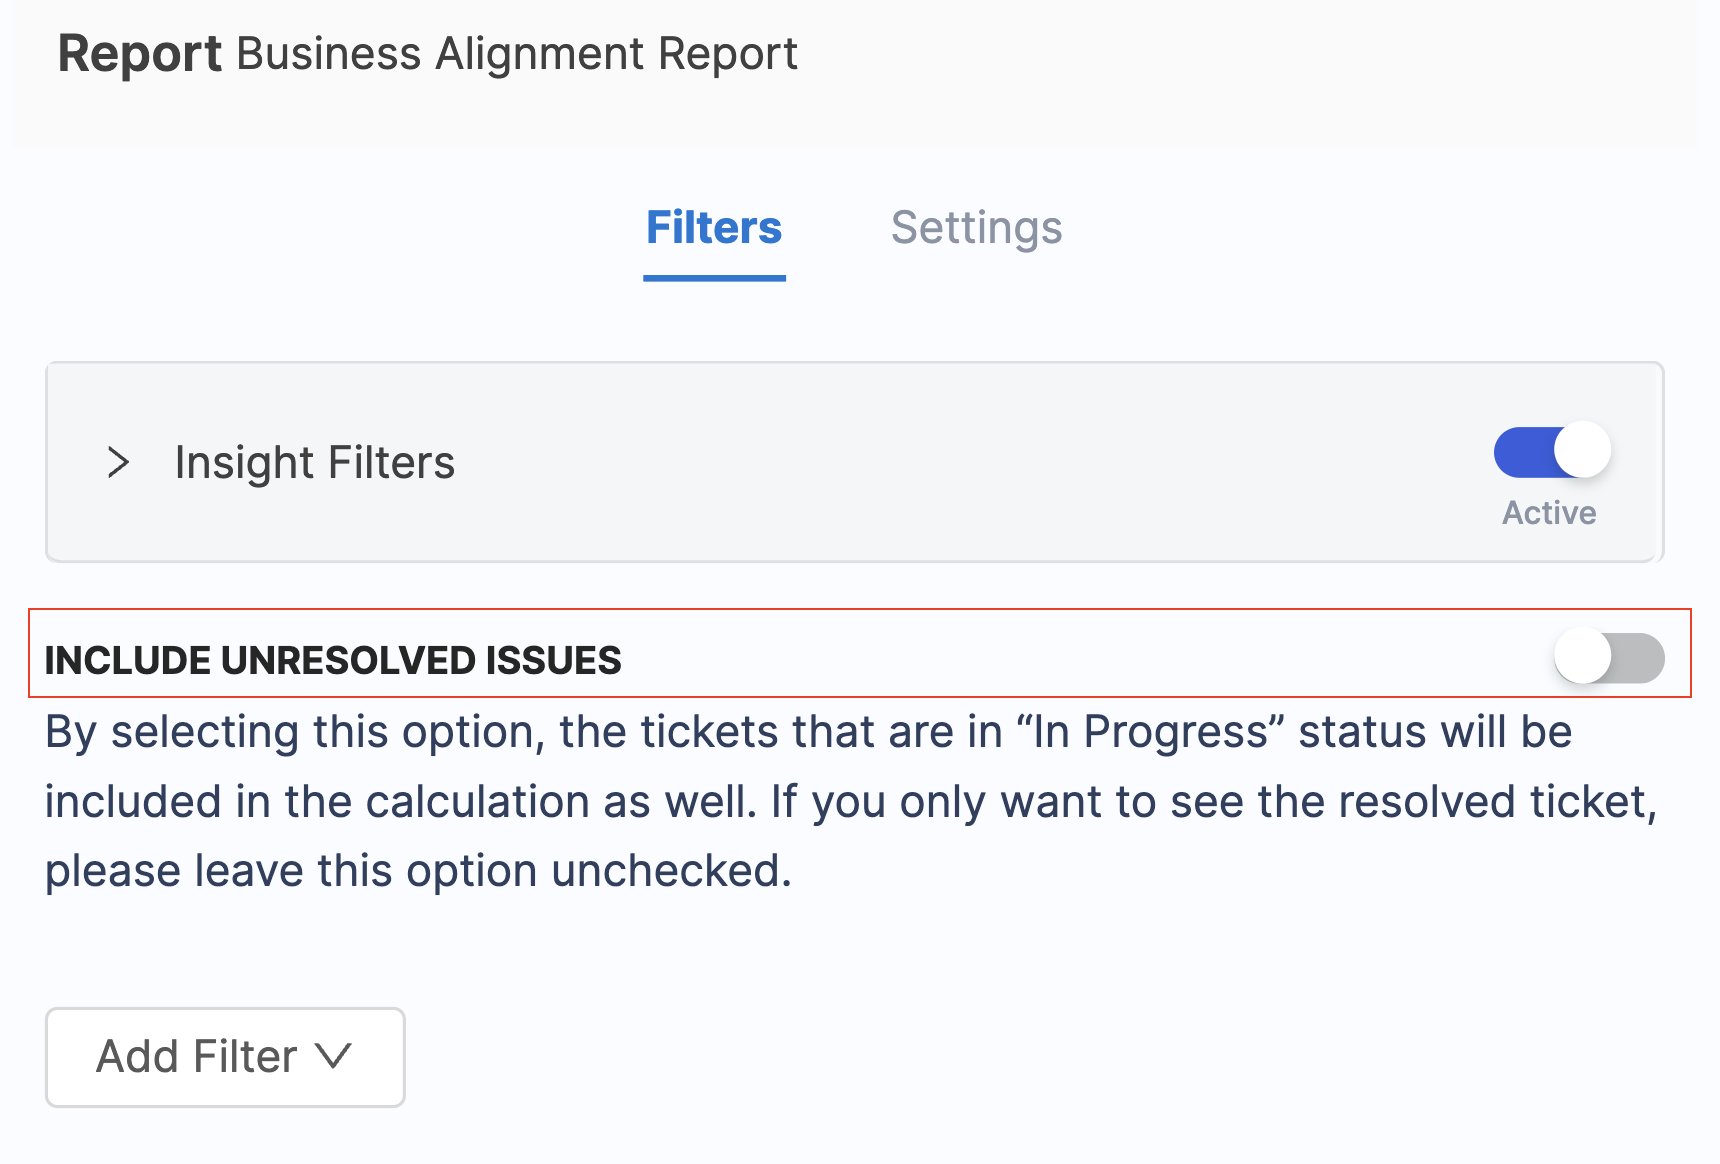 Report Business Alignment Report
Filters Settings
Insight Filters
Active
INCLUDE UNRESOLVED ISSUES
By selecting this option, the tickets that are in “In Progress” status will be
included in the calculation as well. If you only want to see the resolved ticket,
please leave this option unchecked.
Add Filter